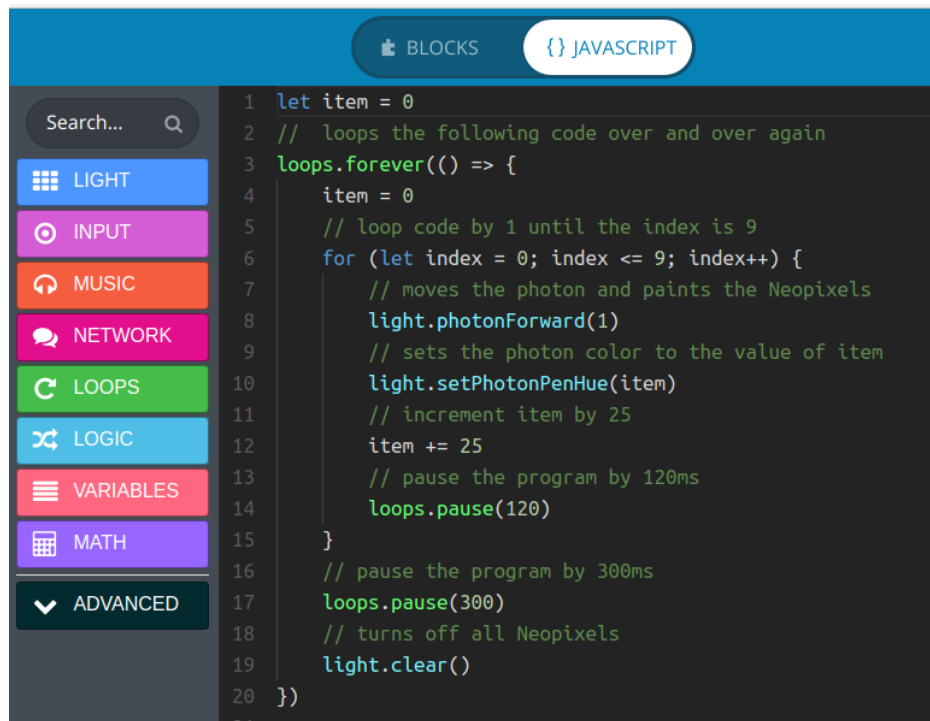 BLOCKS
{} JAVASCRIPT
Search...
LIGHT
INPUT
MUSIC
NETWORK
LOOPS
LOGIC
VARIABLES
MATH
ADVANCED
1 let item = 0
2 //  loops the following code over and over again
3 loops.forever(() => {
4     item = 0
5     // loop code by 1 until the index is 9
6     for (let index = 0; index <= 9; index++) {
7         // moves the photon and paints the Neopixels
8         light.photonForward(1)
9         // sets the photon color to the value of item
10         light.setPhotonPenHue(item)
11         // increment item by 25
12         item += 25
13         // pause the program by 120ms
14         loops.pause(120)
15     }
16     // pause the program by 300ms
17     loops.pause(300)
18     // turns off all Neopixels
19     light.clear()
20 })